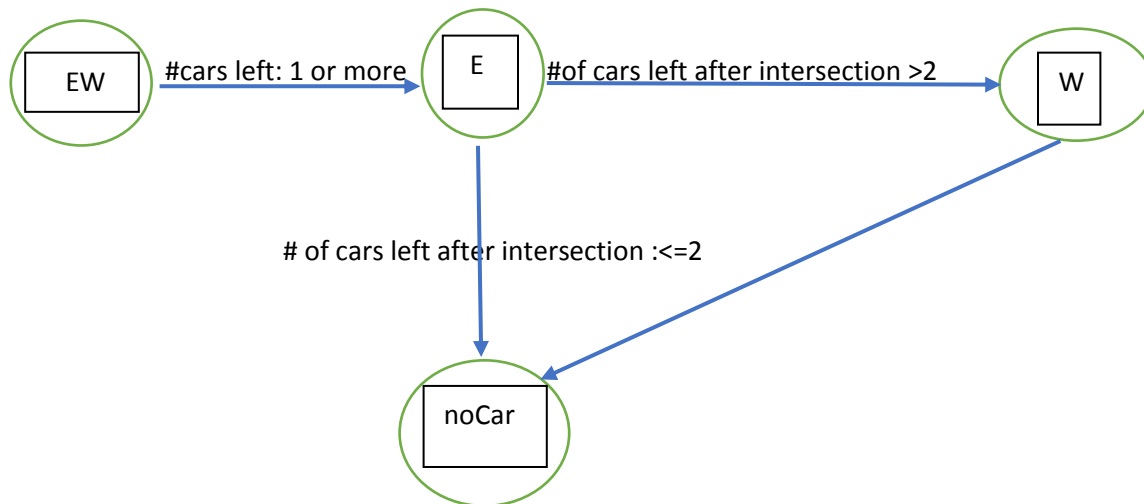 EW
#cars left: 1 or more
E
#of cars left after intersection >2
W
# of cars left after intersection :<=2
noCar